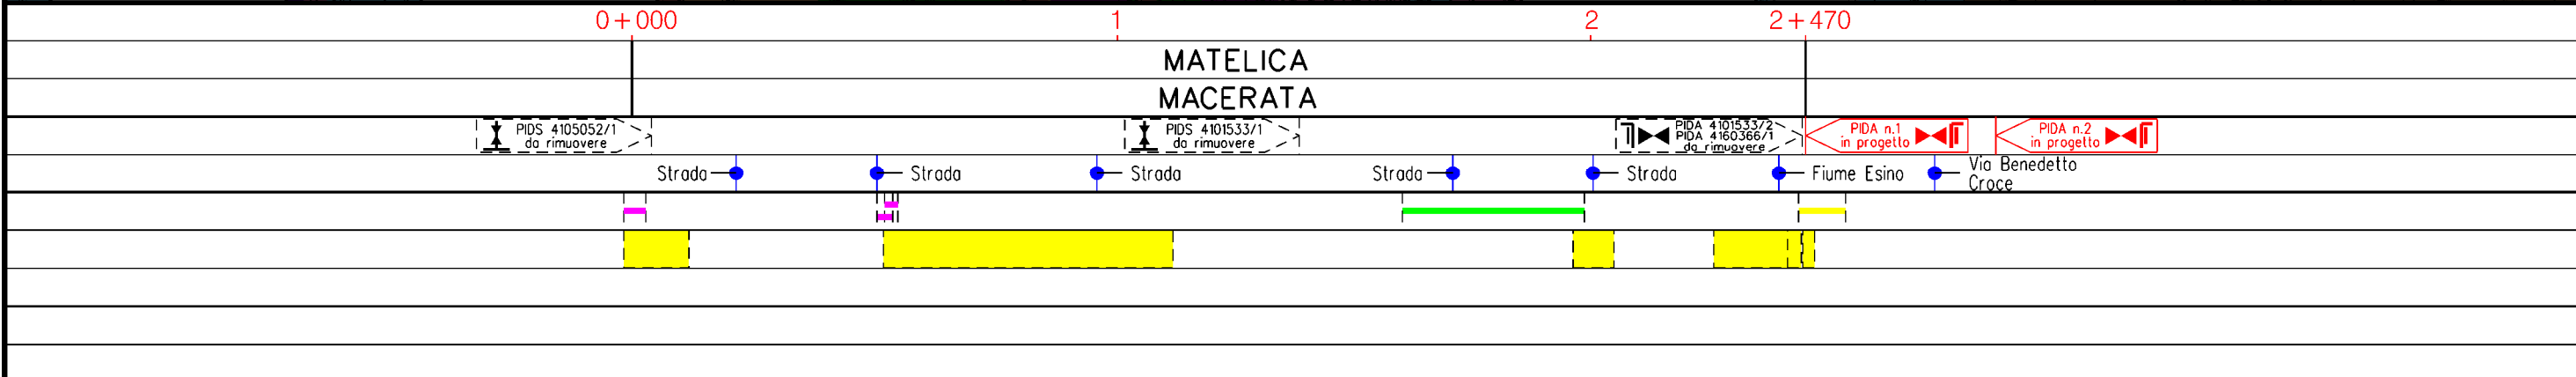 0+000 1 2 2+470
MATELICA
MACERATA
PIDS 4105052/1
da rimuovere
PIDS 4101533/1
da rimuovere
PIDA 4101533/2
PIDA 4160366/1
da rimuovere
PIDA n.1
in progetto
PIDA n.2
in progetto
Strada
Strada
Strada
Strada
Strada
Fiume Esino
Via Benedetto
Croce